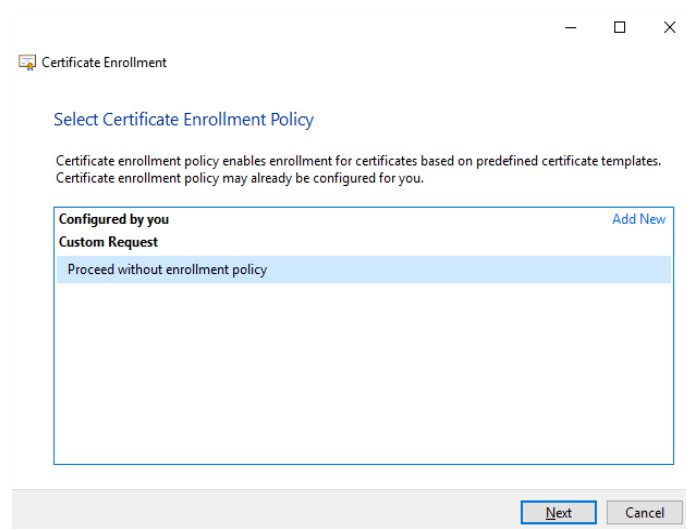 Certificate Enrollment
Select Certificate Enrollment Policy
Certificate enrollment policy enables enrollment for certificates based on predefined certificate templates.
Certificate enrollment policy may already be configured for you.
Configured by you Add New
Custom Request
Proceed without enrollment policy
Next Cancel